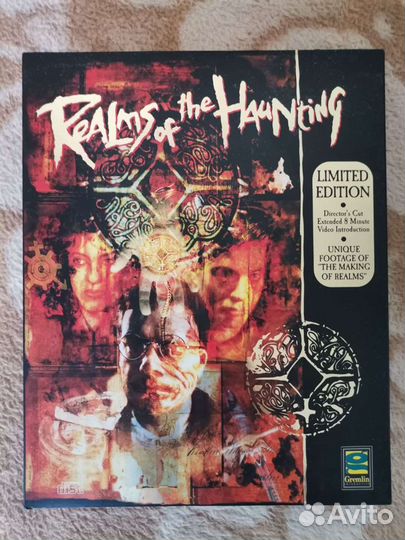 REALMS of the HAUNTING
LIMITED
EDITION
Director's Cut
Extended 8 Minute
Video Introduction
UNIQUE
FOOTAGE OF
"THE MAKING
OF REALMS"
Gremlin
Avito